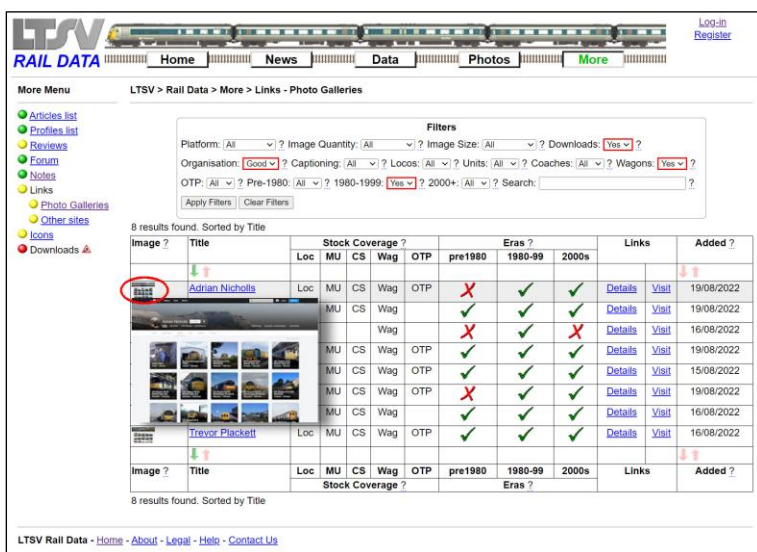 LTSV
RAIL DATA
Home
News
Data
Photos
More
Log-in
Register
More Menu
Articles list
Profiles list
Reviews
Forum
Notes
Links
Photo Galleries
Other sites
Icons
Downloads
LTSV > Rail Data > More > Links - Photo Galleries
Filters
Platform: All ? Image Quantity: All ? Image Size: All ? Downloads: Yes ?
Organisation: Good ? Captioning: All ? Locos: All ? Units: All ? Coaches: All ? Wagons: Yes ?
OTP: All ? Pre-1980: All ? 1980-1999: Yes ? 2000+: All ? Search: ?
Apply Filters Clear Filters
8 results found. Sorted by Title
Image ? Title Stock Coverage ? Eras ? Links Added ?
Loc MU CS Wag OTP pre1980 1980-99 2000s
Adrian Nicholls Loc MU CS Wag OTP ✗ ✓ ✓ Details Visit 19/08/2022
MU CS Wag ✓ ✓ ✓ Details Visit 19/08/2022
Wag ✗ ✓ ✗ Details Visit 16/08/2022
MU CS Wag OTP ✓ ✓ ✓ Details Visit 19/08/2022
MU CS Wag OTP ✓ ✓ ✓ Details Visit 15/08/2022
MU CS Wag OTP ✗ ✓ ✓ Details Visit 19/08/2022
MU CS Wag ✓ ✓ ✓ Details Visit 16/08/2022
Trevor Plackett Loc MU CS Wag OTP ✓ ✓ ✓ Details Visit 16/08/2022
Image ? Title Loc MU CS Wag OTP pre1980 1980-99 2000s Links Added ?
Stock Coverage ? Eras ?
8 results found. Sorted by Title
LTSV Rail Data - Home - About - Legal - Help - Contact Us